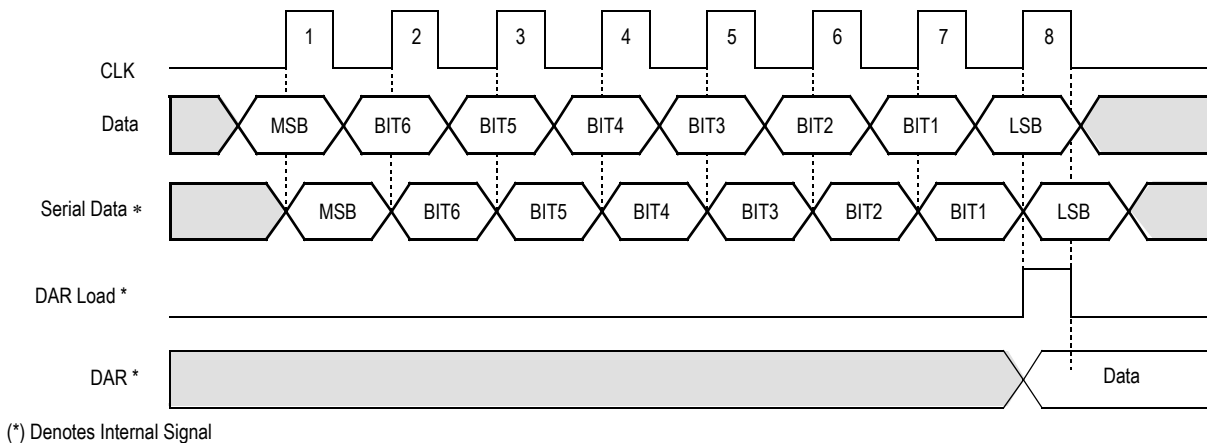 1 2 3 4 5 6 7 8
CLK
Data MSB BIT6 BIT5 BIT4 BIT3 BIT2 BIT1 LSB
Serial Data * MSB BIT6 BIT5 BIT4 BIT3 BIT2 BIT1 LSB
DAR Load *
DAR * Data
(*) Denotes Internal Signal